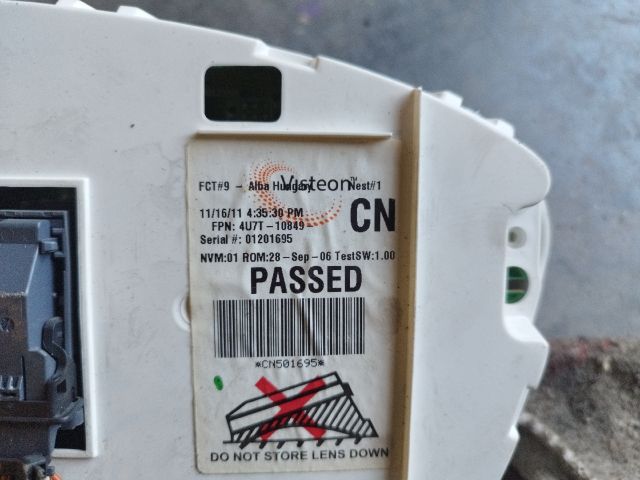 Visteon™
FCT#9 - Alba Hungary Nest#1
11/16/11 4:35:30 PM CN
FPN: 4U7T-10849
Serial #: 01201695
NVM:01 ROM:28-Sep-06 TestSW:1.00
PASSED
*CN501695*
DO NOT STORE LENS DOWN